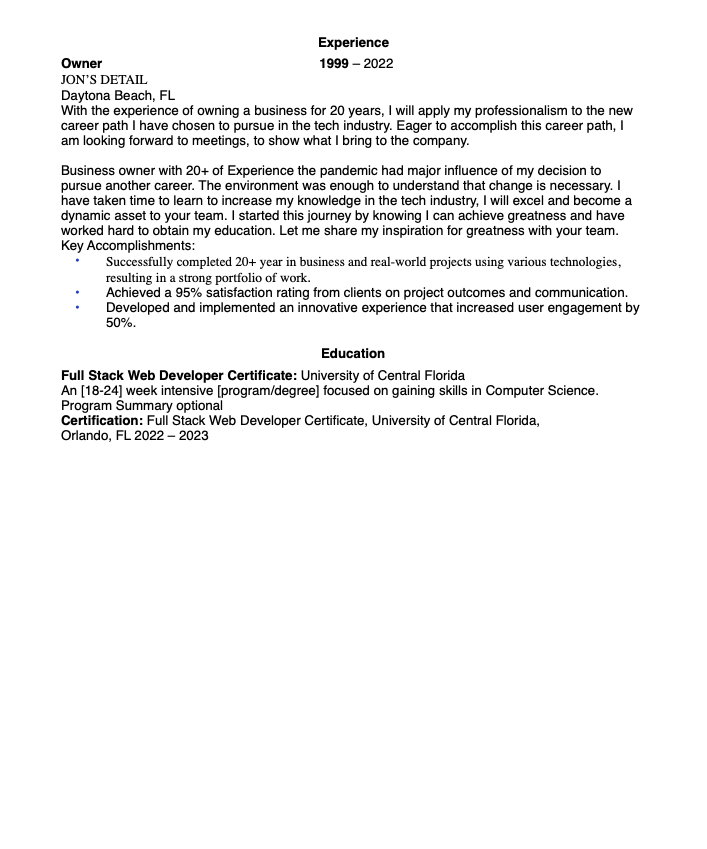 Experience
Owner 1999 – 2022
JON'S DETAIL
Daytona Beach, FL
With the experience of owning a business for 20 years, I will apply my professionalism to the new
career path I have chosen to pursue in the tech industry. Eager to accomplish this career path, I
am looking forward to meetings, to show what I bring to the company.
Business owner with 20+ of Experience the pandemic had major influence of my decision to
pursue another career. The environment was enough to understand that change is necessary. I
have taken time to learn to increase my knowledge in the tech industry, I will excel and become a
dynamic asset to your team. I started this journey by knowing I can achieve greatness and have
worked hard to obtain my education. Let me share my inspiration for greatness with your team.
Key Accomplishments:
• Successfully completed 20+ year in business and real-world projects using various technologies,
resulting in a strong portfolio of work.
• Achieved a 95% satisfaction rating from clients on project outcomes and communication.
• Developed and implemented an innovative experience that increased user engagement by
50%.
Education
Full Stack Web Developer Certificate: University of Central Florida
An [18-24] week intensive [program/degree] focused on gaining skills in Computer Science.
Program Summary optional
Certification: Full Stack Web Developer Certificate, University of Central Florida,
Orlando, FL 2022 – 2023